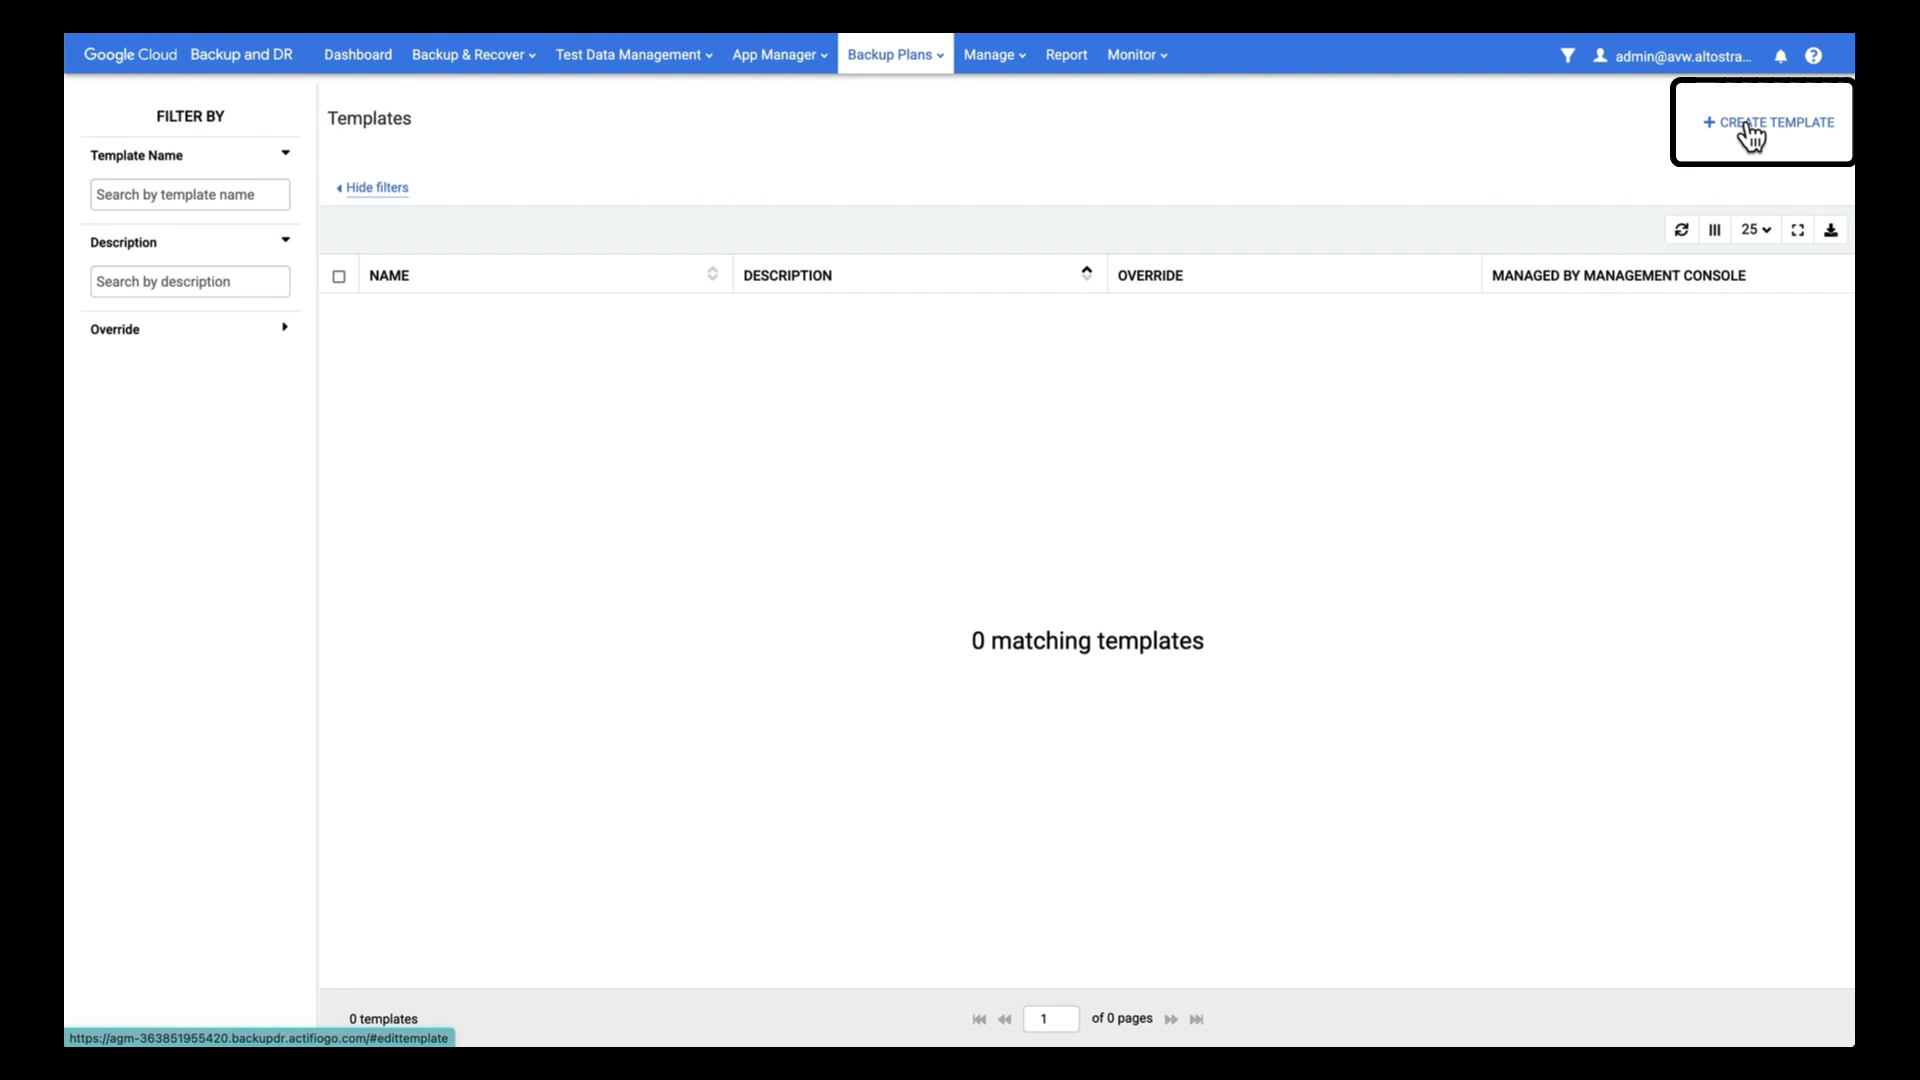 Google Cloud Backup and DR Dashboard Backup & Recover Test Data Management App Manager Backup Plans Manage Report Monitor admin@avw.altostra...
FILTER BY
Template Name
Search by template name
Description
Search by description
Override
Templates
+ CREATE TEMPLATE
Hide filters
25
NAME DESCRIPTION OVERRIDE MANAGED BY MANAGEMENT CONSOLE
0 matching templates
0 templates 1 of 0 pages
https://agm-363851955420.backupdr.actifiogo.com/#edittemplate